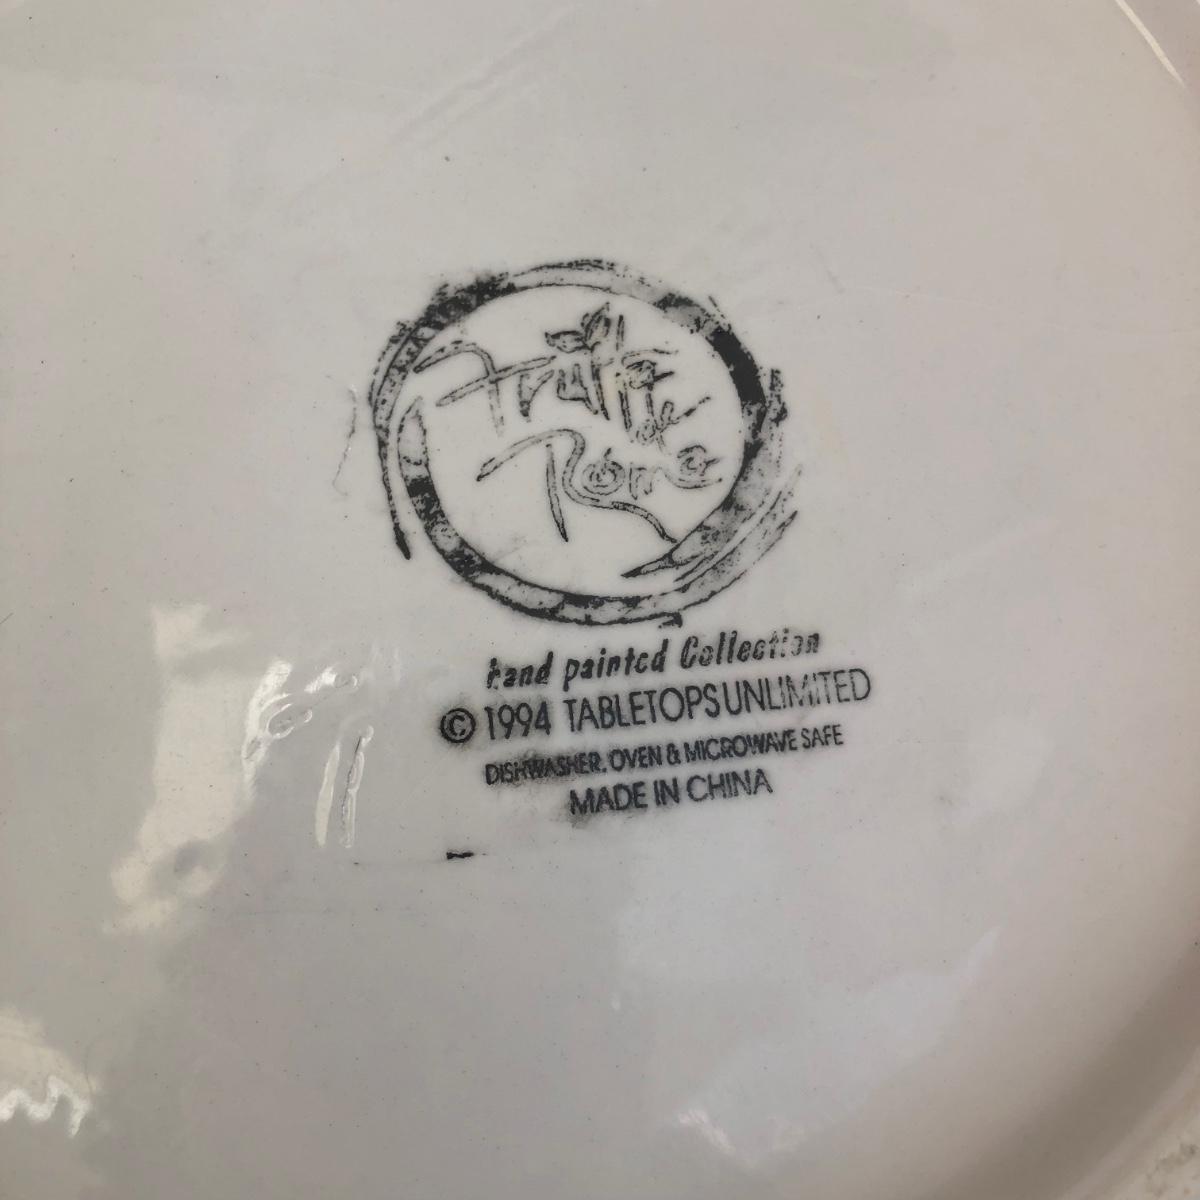 Frutta
di
Roma
hand painted Collection
© 1994 TABLETOPS UNLIMITED
DISHWASHER, OVEN & MICROWAVE SAFE
MADE IN CHINA